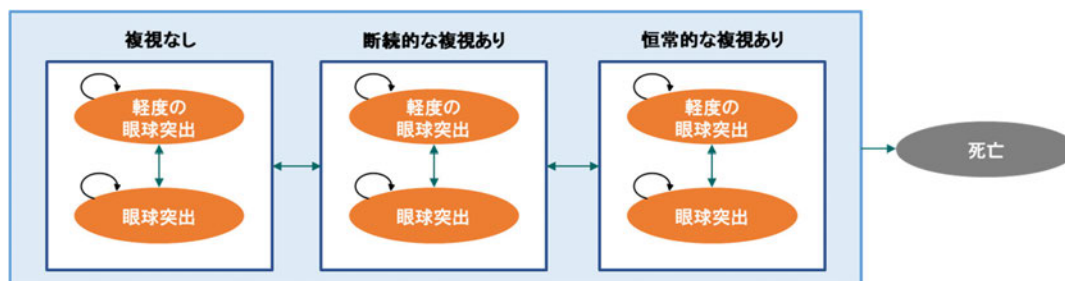 複視なし
断続的な複視あり
恒常的な複視あり
軽度の
眼球突出
軽度の
眼球突出
軽度の
眼球突出
死亡
眼球突出
眼球突出
眼球突出